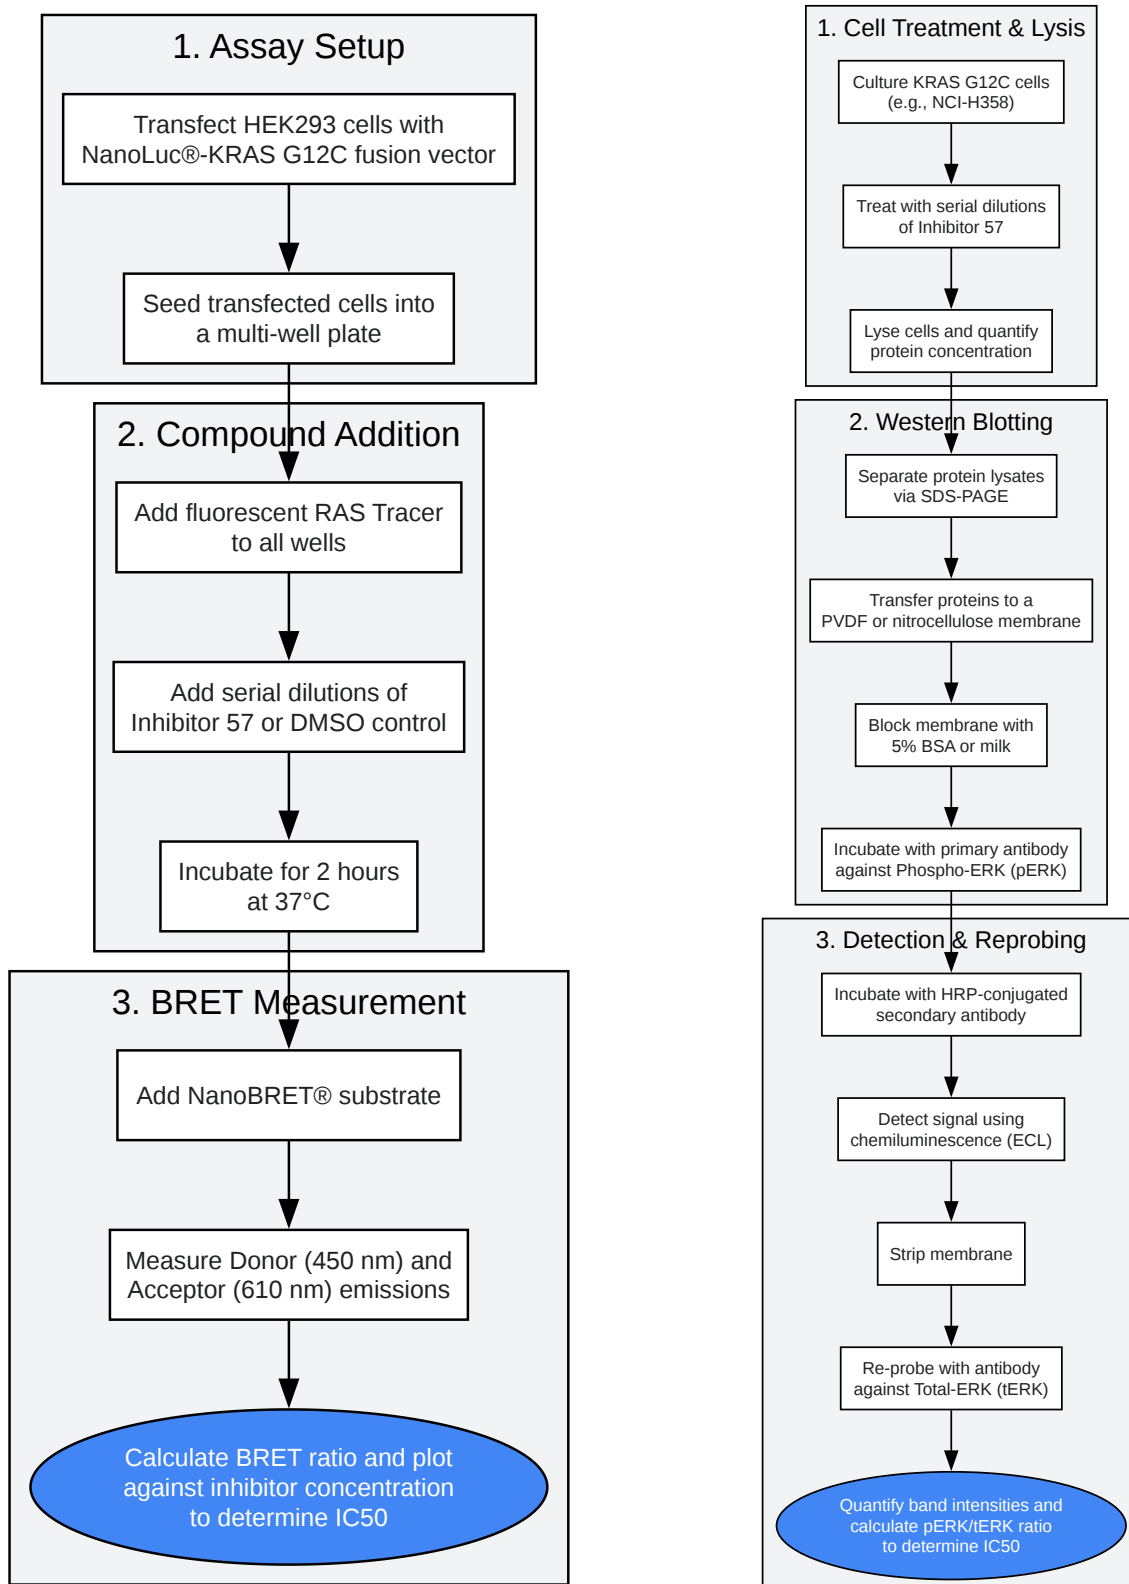 1. Assay Setup
Transfect HEK293 cells with
NanoLuc®-KRAS G12C fusion vector
Seed transfected cells into
a multi-well plate
2. Compound Addition
Add fluorescent RAS Tracer
to all wells
Add serial dilutions of
Inhibitor 57 or DMSO control
Incubate for 2 hours
at 37°C
3. BRET Measurement
Add NanoBRET® substrate
Measure Donor (450 nm) and
Acceptor (610 nm) emissions
Calculate BRET ratio and plot
against inhibitor concentration
to determine IC50
1. Cell Treatment & Lysis
Culture KRAS G12C cells
(e.g., NCI-H358)
Treat with serial dilutions
of Inhibitor 57
Lyse cells and quantify
protein concentration
2. Western Blotting
Separate protein lysates
via SDS-PAGE
Transfer proteins to a
PVDF or nitrocellulose membrane
Block membrane with
5% BSA or milk
Incubate with primary antibody
against Phospho-ERK (pERK)
3. Detection & Reprobing
Incubate with HRP-conjugated
secondary antibody
Detect signal using
chemiluminescence (ECL)
Strip membrane
Re-probe with antibody
against Total-ERK (tERK)
Quantify band intensities and
calculate pERK/tERK ratio
to determine IC50